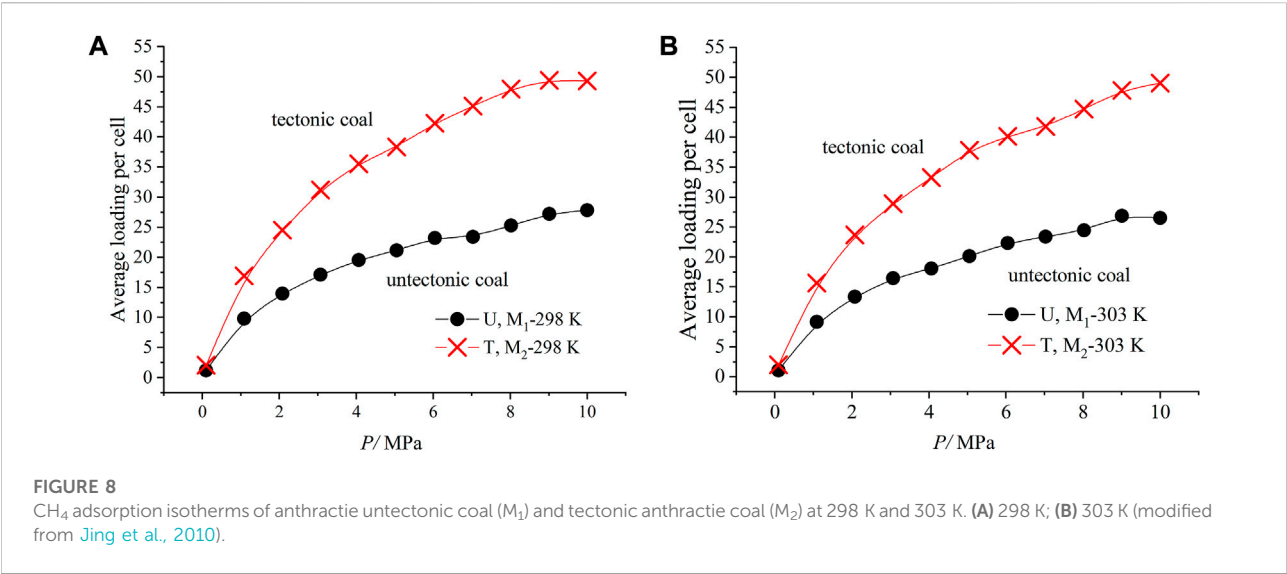 A
55
50
45
40
35
30
25
20
15
10
5
0
Average loading per cell
tectonic coal
untectonic coal
U, M₁-298 K
T, M₂-298 K
0 2 4 6 8 10
P/ MPa
B
55
50
45
40
35
30
25
20
15
10
5
0
Average loading per cell
tectonic coal
untectonic coal
U, M₁-303 K
T, M₂-303 K
0 2 4 6 8 10
P/ MPa
FIGURE 8
CH₄ adsorption isotherms of anthractie untectonic coal (M₁) and tectonic anthractie coal (M₂) at 298 K and 303 K. (A) 298 K; (B) 303 K (modified
from Jing et al., 2010).